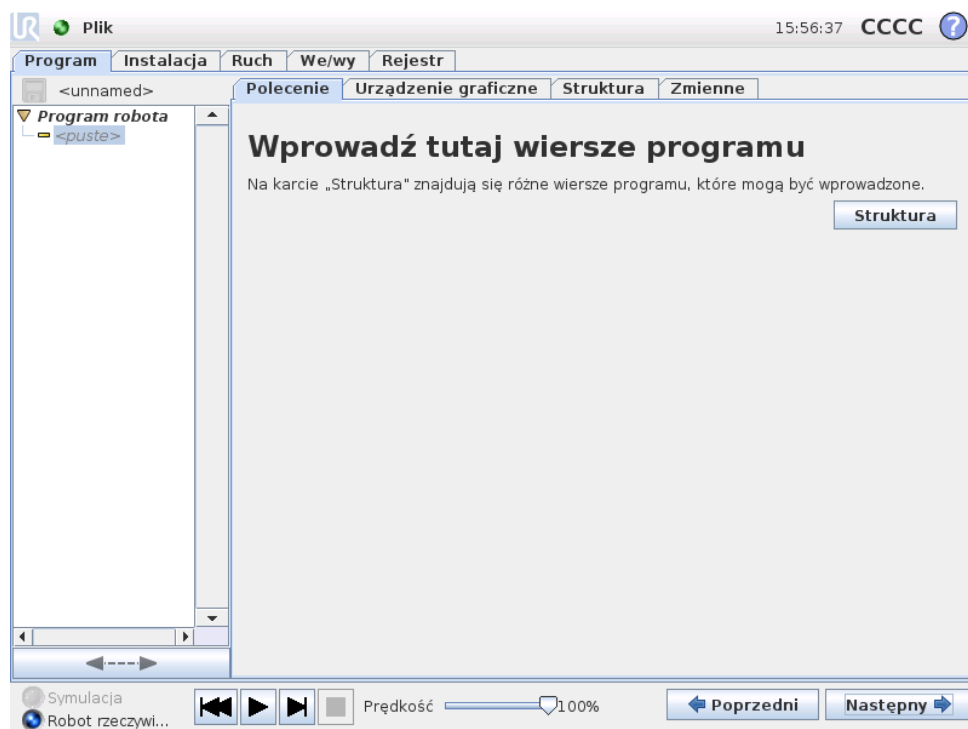 UR Plik 15:56:37 CCCC ?
Program Instalacja Ruch We/wy Rejestr
<unnamed>
Polecenie Urządzenie graficzne Struktura Zmienne
Program robota
<puste>
Wprowadź tutaj wiersze programu
Na karcie „Struktura" znajdują się różne wiersze programu, które mogą być wprowadzone.
Struktura
Symulacja
Robot rzeczywi...
Prędkość 100%
Poprzedni Następny